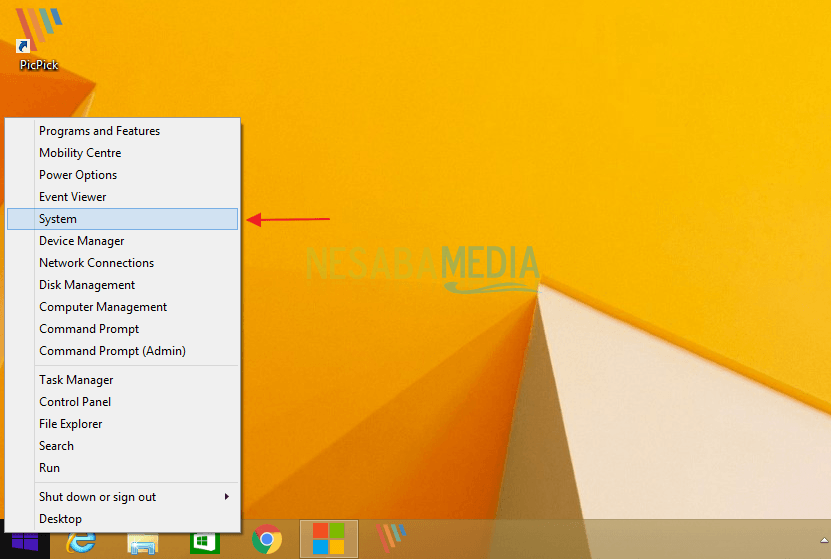 PicPick
Programs and Features
Mobility Centre
Power Options
Event Viewer
System
Device Manager
Network Connections
Disk Management
Computer Management
Command Prompt
Command Prompt (Admin)
Task Manager
Control Panel
File Explorer
Search
Run
Shut down or sign out
Desktop
NESABAMEDIA